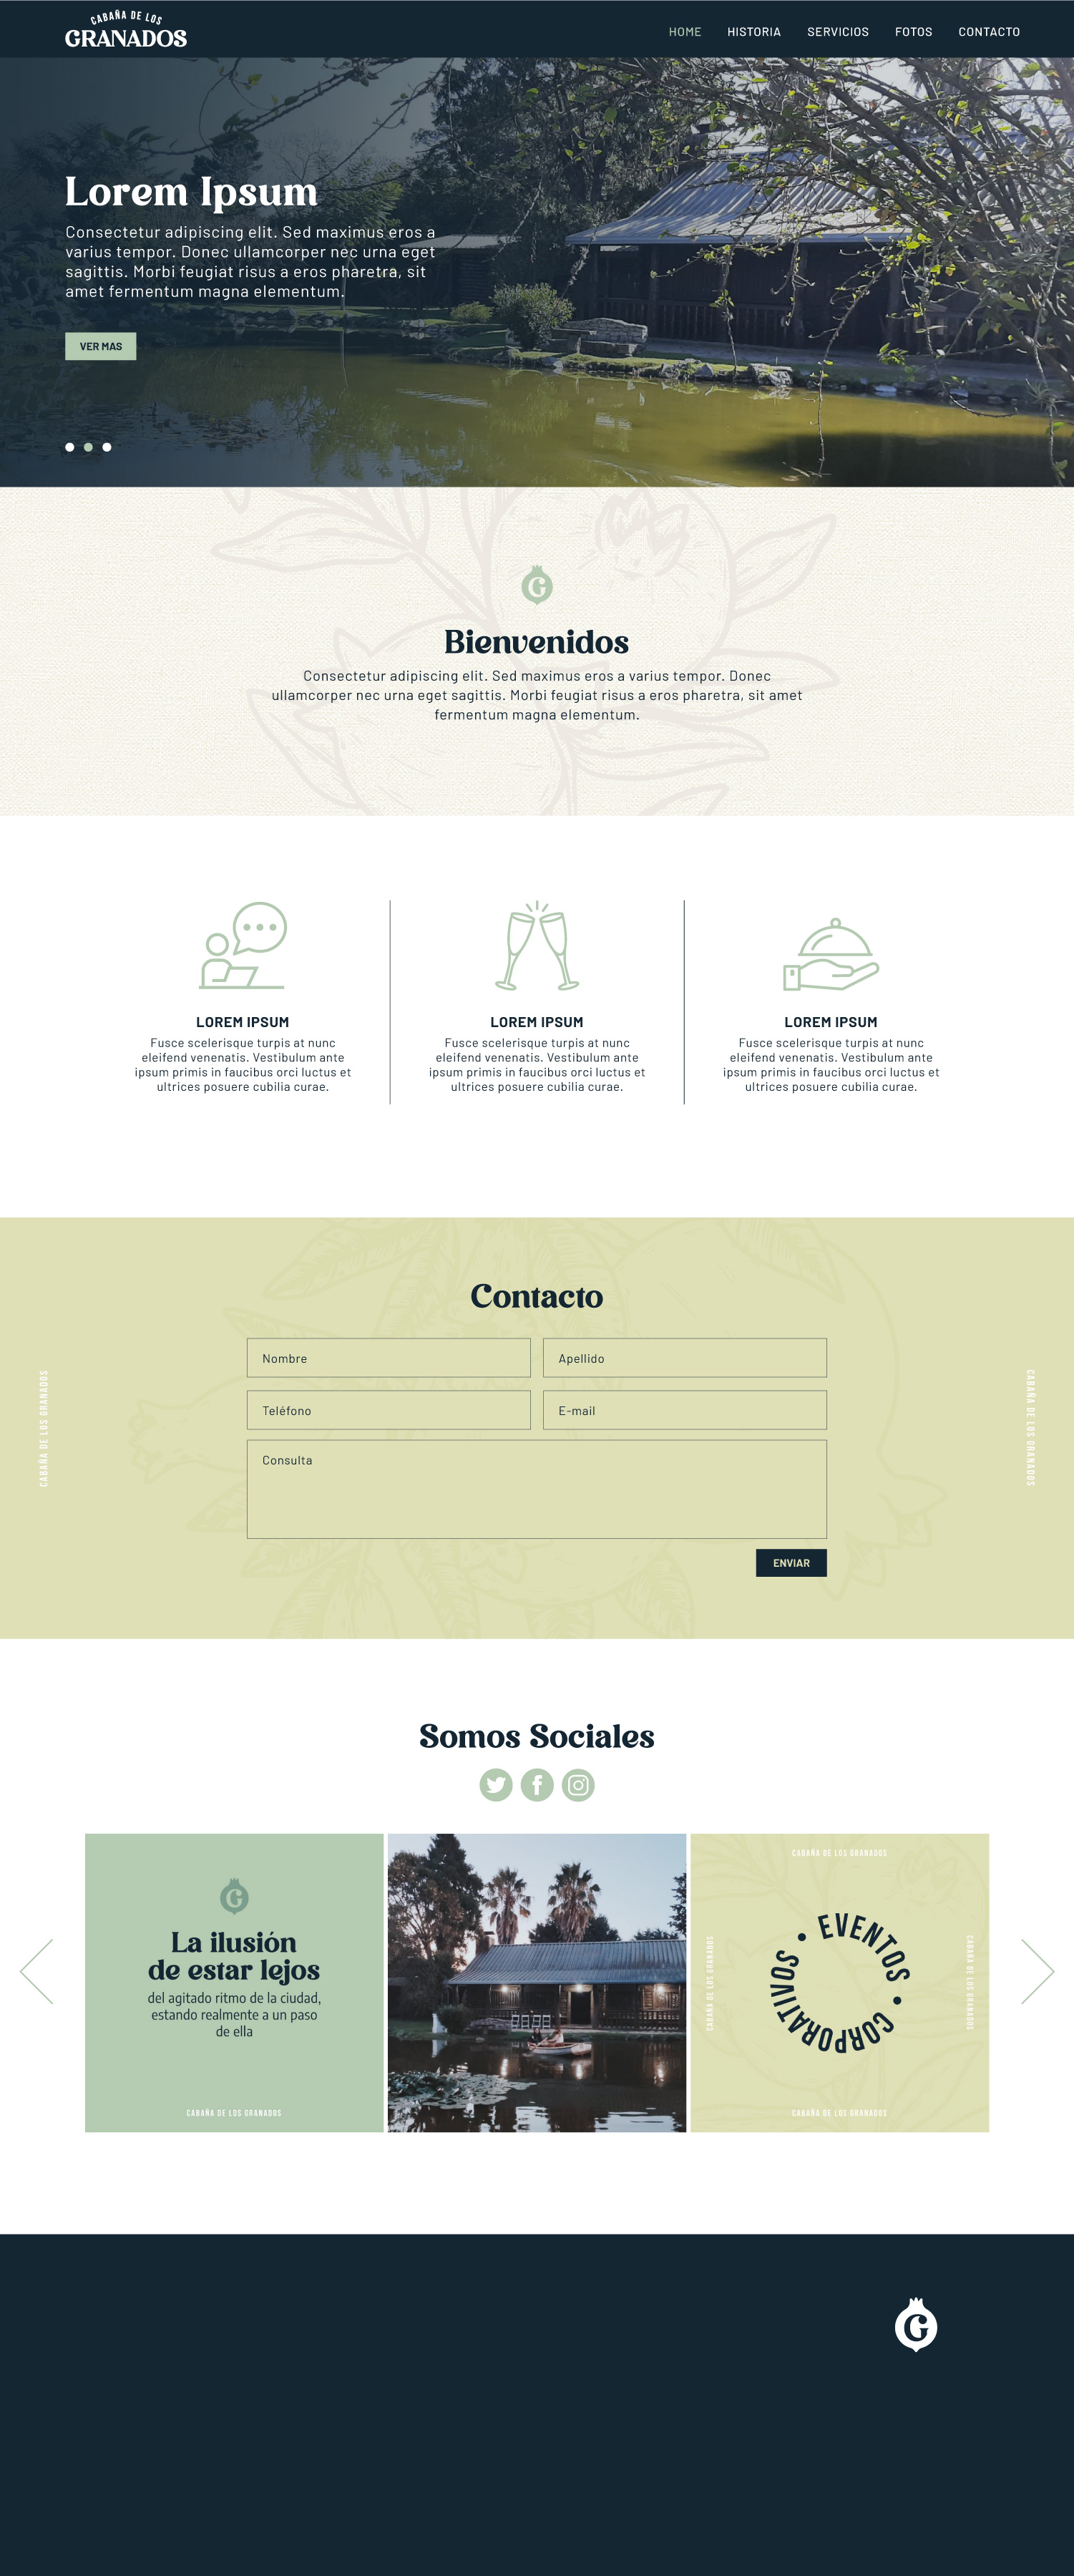 CABAÑA DE LOS
GRANADOS
HOME HISTORIA SERVICIOS FOTOS CONTACTO
Lorem Ipsum
Consectetur adipiscing elit. Sed maximus eros a
varius tempor. Donec ullamcorper nec urna eget
sagittis. Morbi feugiat risus a eros pharetra, sit
amet fermentum magna elementum.
VER MAS
G
Bienvenidos
Consectetur adipiscing elit. Sed maximus eros a varius tempor. Donec
ullamcorper nec urna eget sagittis. Morbi feugiat risus a eros pharetra, sit amet
fermentum magna elementum.
LOREM IPSUM
Fusce scelerisque turpis at nunc
eleifend venenatis. Vestibulum ante
ipsum primis in faucibus orci luctus et
ultrices posuere cubilia curae.
LOREM IPSUM
Fusce scelerisque turpis at nunc
eleifend venenatis. Vestibulum ante
ipsum primis in faucibus orci luctus et
ultrices posuere cubilia curae.
LOREM IPSUM
Fusce scelerisque turpis at nunc
eleifend venenatis. Vestibulum ante
ipsum primis in faucibus orci luctus et
ultrices posuere cubilia curae.
Contacto
Nombre
Apellido
Teléfono
E-mail
Consulta
ENVIAR
CABAÑA DE LOS GRANADOS
CABAÑA DE LOS GRANADOS
Somos Sociales
G
La ilusión
de estar lejos
del agitado ritmo de la ciudad,
estando realmente a un paso
de ella
CABAÑA DE LOS GRANADOS
CABAÑA DE LOS GRANADOS
CABAÑA DE LOS GRANADOS
• EVENTOS • CORPORATIVOS
CABAÑA DE LOS GRANADOS
CABAÑA DE LOS GRANADOS
G